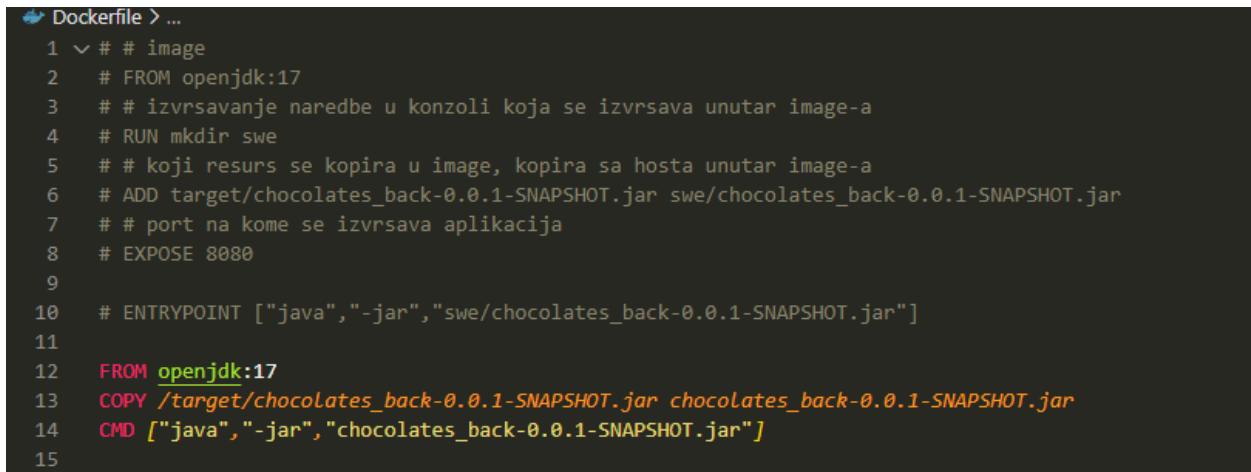 Dockerfile > ...
1 # # image
2 # FROM openjdk:17
3 # # izvrsavanje naredbe u konzoli koja se izvrsava unutar image-a
4 # RUN mkdir swe
5 # # koji resurs se kopira u image, kopira sa hosta unutar image-a
6 # ADD target/chocolates_back-0.0.1-SNAPSHOT.jar swe/chocolates_back-0.0.1-SNAPSHOT.jar
7 # # port na kome se izvrsava aplikacija
8 # EXPOSE 8080
9
10 # ENTRYPOINT ["java","-jar","swe/chocolates_back-0.0.1-SNAPSHOT.jar"]
11
12 FROM openjdk:17
13 COPY /target/chocolates_back-0.0.1-SNAPSHOT.jar chocolates_back-0.0.1-SNAPSHOT.jar
14 CMD ["java","-jar","chocolates_back-0.0.1-SNAPSHOT.jar"]
15